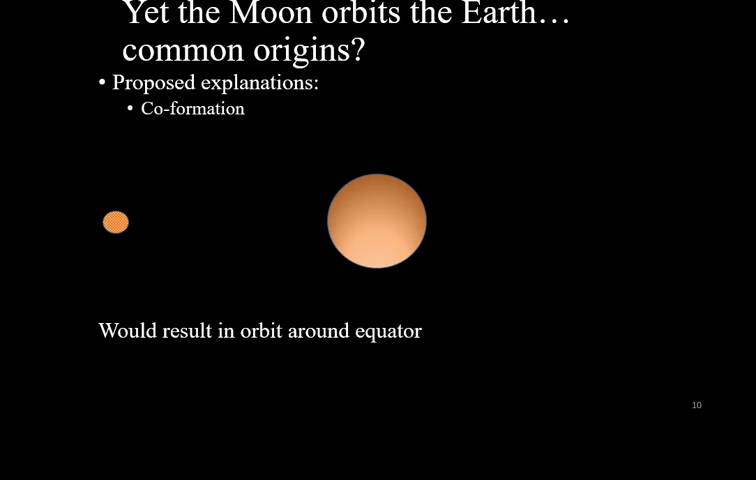 Yet the Moon orbits the Earth…
common origins?
• Proposed explanations:
• Co-formation
Would result in orbit around equator
10